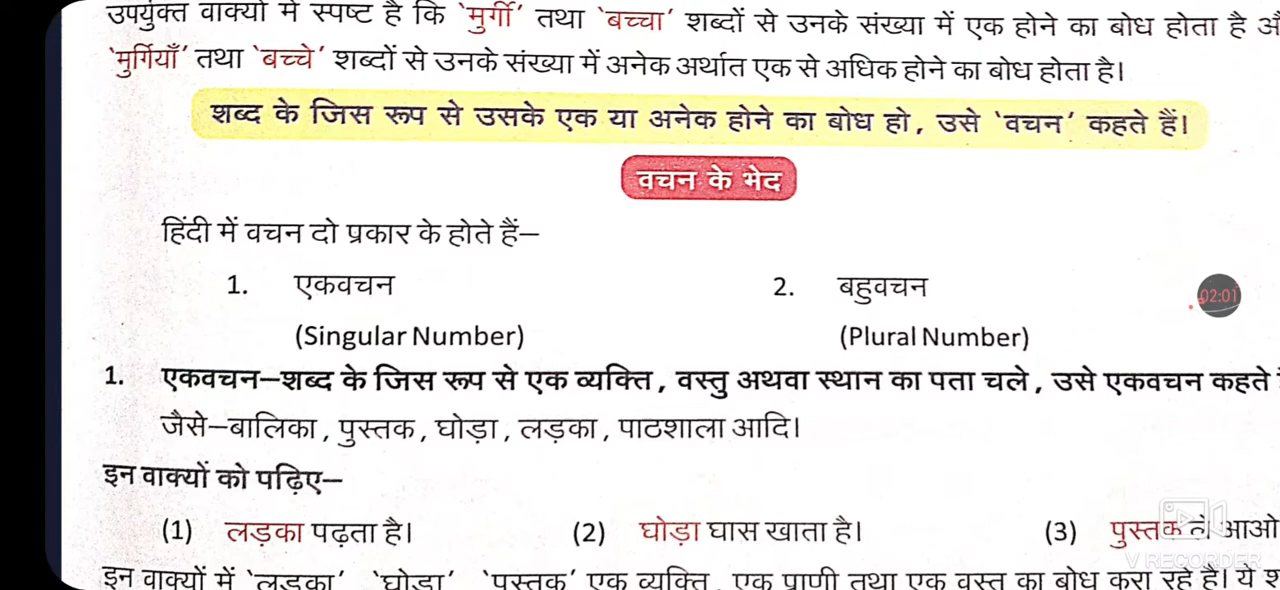 उपर्युक्त वाक्यों में स्पष्ट है कि `मुर्गी´ तथा `बच्चा´ शब्दों से उनके संख्या में एक होने का बोध होता है
`मुर्गियाँ´ तथा `बच्चे´ शब्दों से उनके संख्या में अनेक अर्थात एक से अधिक होने का बोध होता है।
शब्द के जिस रूप से उसके एक या अनेक होने का बोध हो, उसे `वचन´ कहते हैं।
वचन के भेद
हिंदी में वचन दो प्रकार के होते हैं—
1. एकवचन 2. बहुवचन
02:01
(Singular Number) (Plural Number)
1. एकवचन—शब्द के जिस रूप से एक व्यक्ति, वस्तु अथवा स्थान का पता चले, उसे एकवचन कहते
जैसे—बालिका, पुस्तक, घोड़ा, लड़का, पाठशाला आदि।
इन वाक्यों को पढ़िए—
(1) लड़का पढ़ता है। (2) घोड़ा घास खाता है। (3) पुस्तक ले आओ
V RECORDER
इन वाक्यों में `लड़का´ `घोड़ा´ `पुस्तक´ एक व्यक्ति, एक प्राणी तथा एक वस्तु का बोध करा रहे है। ये